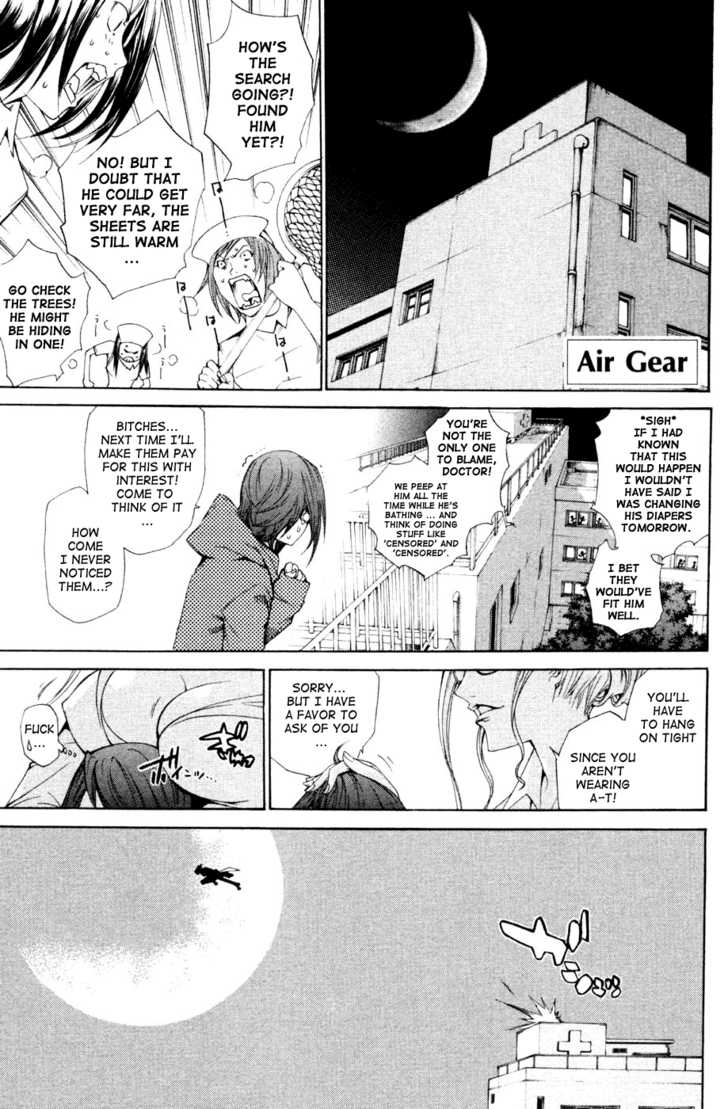 Air Gear
HOW'S
THE
SEARCH
GOING?!
FOUND
HIM
YET?!
NO! BUT I
DOUBT THAT
HE COULD GET
VERY FAR, THE
SHEETS ARE
STILL WARM
...
GO CHECK
THE TREES!
HE MIGHT
BE HIDING
IN ONE!
は
は
*SIGH*
IF I HAD
KNOWN
THAT THIS
WOULD HAPPEN
I WOULDN'T
HAVE SAID I
WAS CHANGING
HIS DIAPERS
TOMORROW.
I BET
THEY
WOULD'VE
FIT HIM
WELL.
YOU'RE
NOT THE
ONLY ONE
TO BLAME,
DOCTOR!
WE PEEP AT
HIM ALL THE
TIME WHILE HE'S
BATHING ... AND
THINK OF DOING
STUFF LIKE
'CENSORED' AND
'CENSORED'.
BITCHES...
NEXT TIME I'LL
MAKE THEM PAY
FOR THIS WITH
INTEREST!
COME TO
THINK OF IT
...
HOW
COME
I NEVER
NOTICED
THEM...?
YOU'LL
HAVE
TO HANG
ON TIGHT
SINCE YOU
AREN'T
WEARING
A-T!
SORRY...
BUT I HAVE
A FAVOR TO
ASK OF YOU
...
FUCK
...